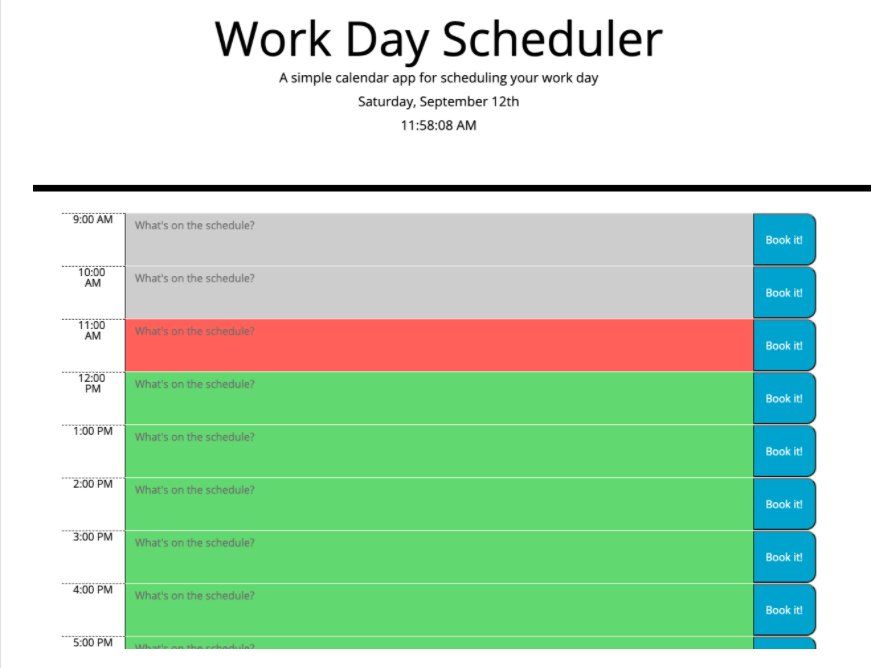 Work Day Scheduler
A simple calendar app for scheduling your work day
Saturday, September 12th
11:58:08 AM
9:00 AM
What's on the schedule?
Book it!
10:00
AM
What's on the schedule?
Book it!
11:00
AM
What's on the schedule?
Book it!
12:00
PM
What's on the schedule?
Book it!
1:00 PM
What's on the schedule?
Book it!
2:00 PM
What's on the schedule?
Book it!
3:00 PM
What's on the schedule?
Book it!
4:00 PM
What's on the schedule?
Book it!
5:00 PM
What's on the schedule?